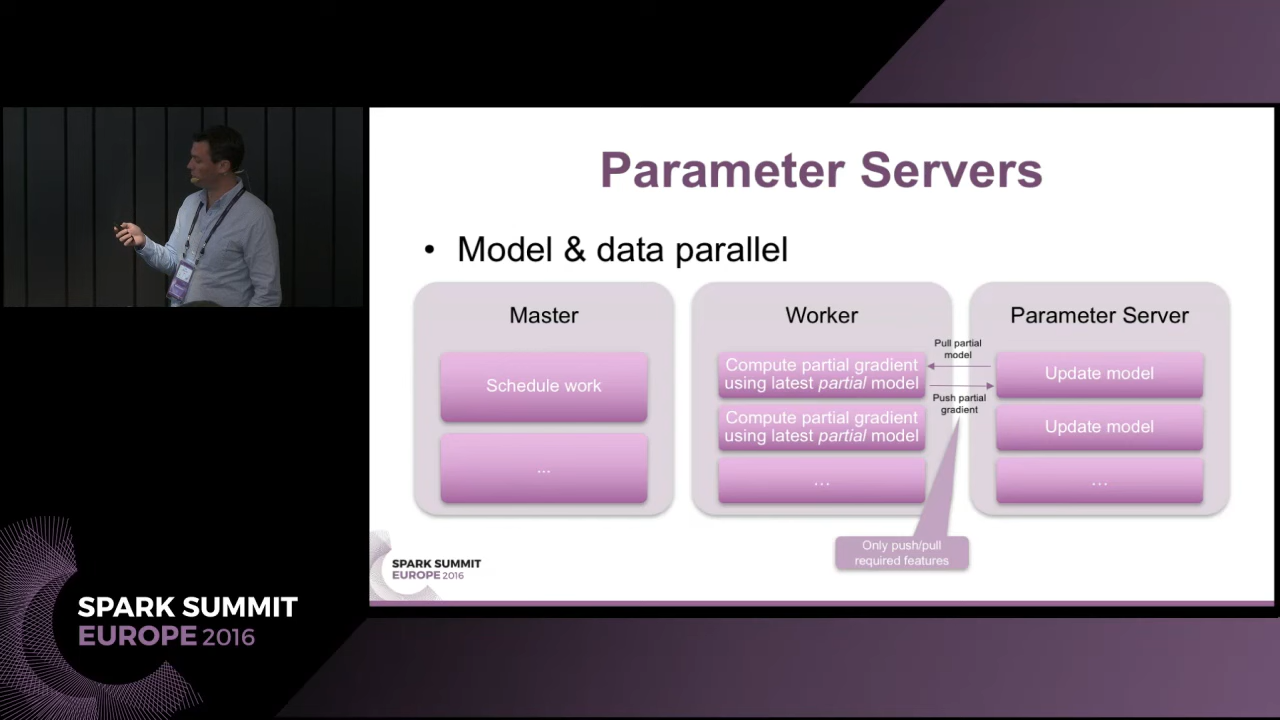 Parameter Servers
• Model & data parallel
Master
Schedule work
...
Worker
Compute partial gradient
using latest partial model
Compute partial gradient
using latest partial model
...
Pull partial
model
Push partial
gradient
Parameter Server
Update model
Update model
...
Only push/pull
required features
SPARK SUMMIT
EUROPE 2016
SPARK SUMMIT
EUROPE 2016